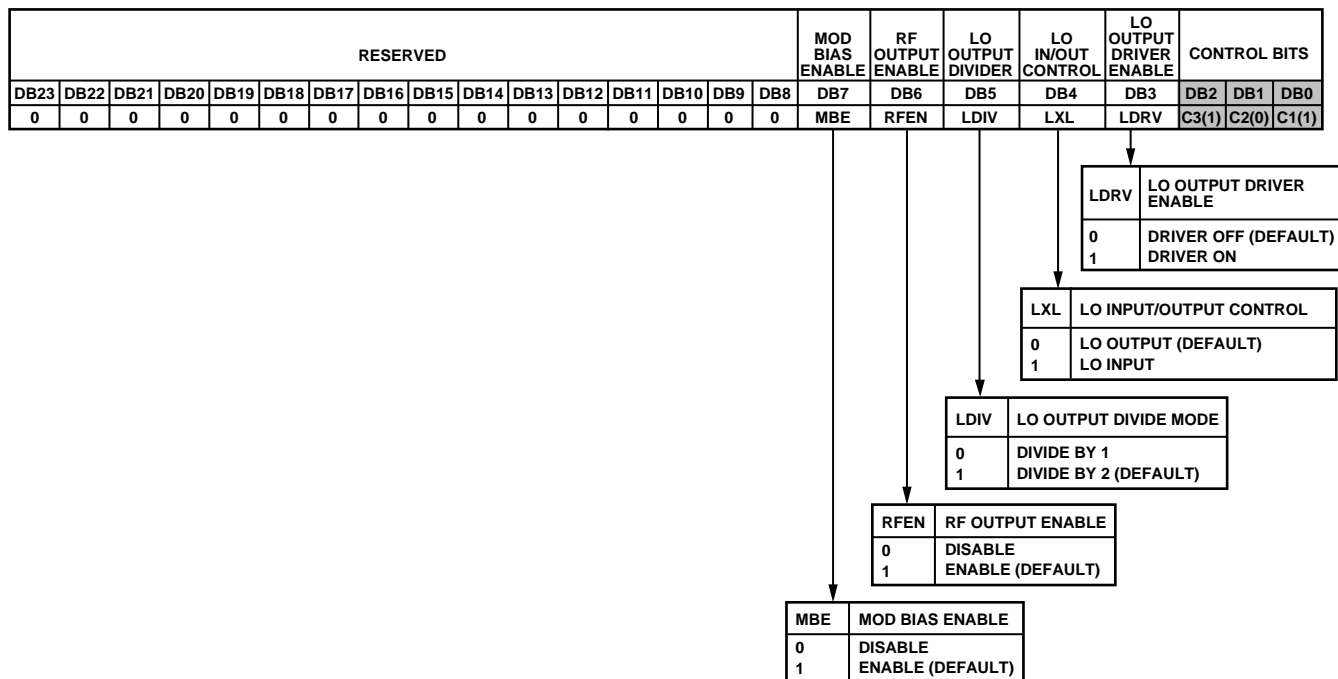 RESERVED
MOD BIAS ENABLE
RF OUTPUT ENABLE
LO OUTPUT DIVIDER
LO IN/OUT CONTROL
LO OUTPUT DRIVER ENABLE
CONTROL BITS
DB23 DB22 DB21 DB20 DB19 DB18 DB17 DB16 DB15 DB14 DB13 DB12 DB11 DB10 DB9 DB8 DB7 DB6 DB5 DB4 DB3 DB2 DB1 DB0
0 0 0 0 0 0 0 0 0 0 0 0 0 0 0 0 MBE RFEN LDIV LXL LDRV C3(1) C2(0) C1(1)
LDRV LO OUTPUT DRIVER
ENABLE
0 DRIVER OFF (DEFAULT)
1 DRIVER ON
LXL LO INPUT/OUTPUT CONTROL
0 LO OUTPUT (DEFAULT)
1 LO INPUT
LDIV LO OUTPUT DIVIDE MODE
0 DIVIDE BY 1
1 DIVIDE BY 2 (DEFAULT)
RFEN RF OUTPUT ENABLE
0 DISABLE
1 ENABLE (DEFAULT)
MBE MOD BIAS ENABLE
0 DISABLE
1 ENABLE (DEFAULT)